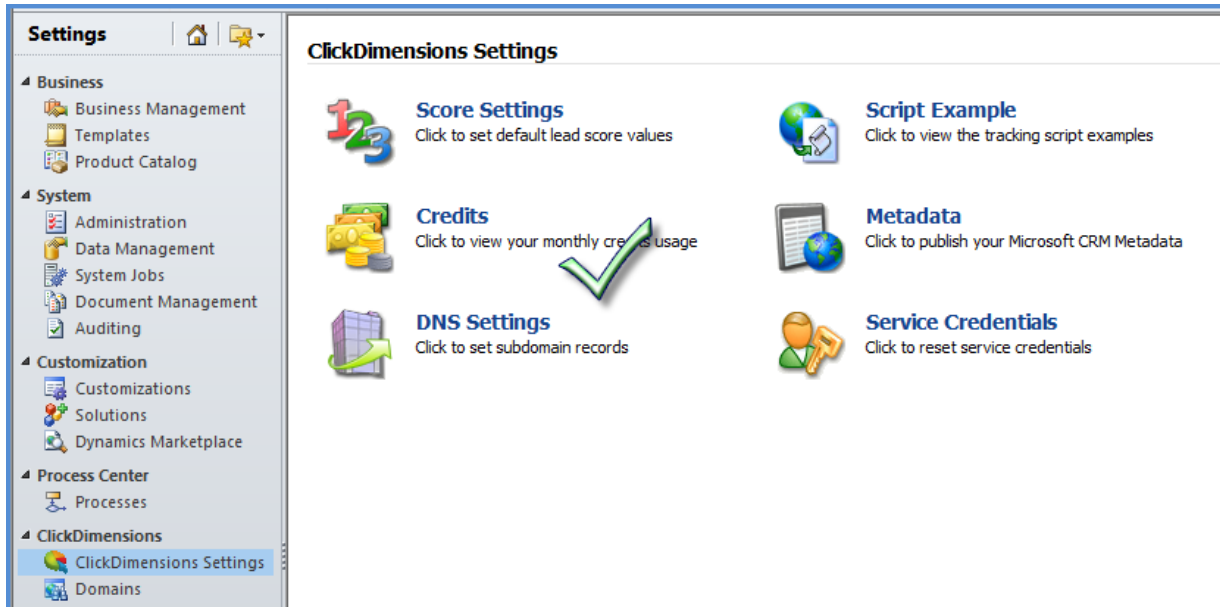 Settings
Business
Business Management
Templates
Product Catalog
System
Administration
Data Management
System Jobs
Document Management
Auditing
Customization
Customizations
Solutions
Dynamics Marketplace
Process Center
Processes
ClickDimensions
ClickDimensions Settings
Domains
ClickDimensions Settings
123
Score Settings
Click to set default lead score values
Script Example
Click to view the tracking script examples
Credits
Click to view your monthly credits usage
Metadata
Click to publish your Microsoft CRM Metadata
DNS Settings
Click to set subdomain records
Service Credentials
Click to reset service credentials